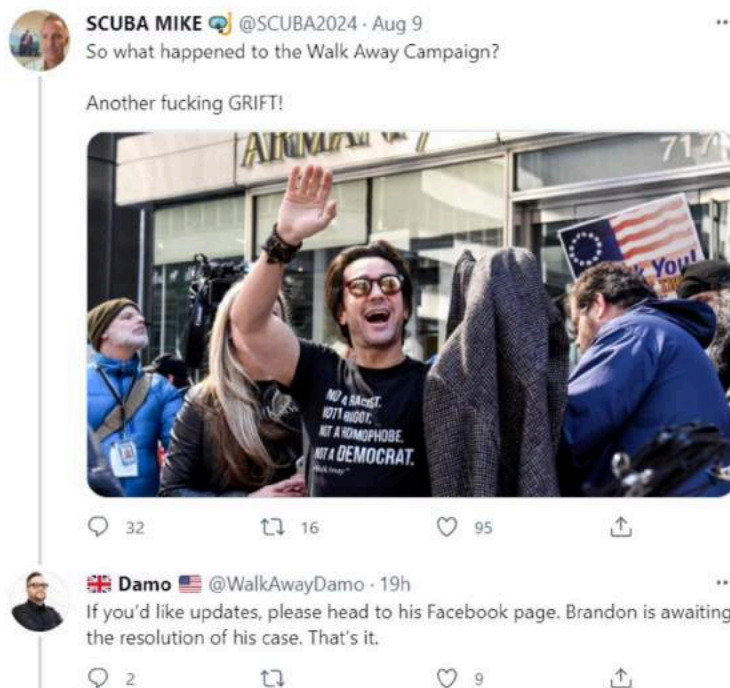 SCUBA MIKE @SCUBA2024 · Aug 9
So what happened to the Walk Away Campaign?
Another fucking GRIFT!
ARMANI /
717
k You!
NOT A RACIST.
NOT A BIGOT.
NOT A HOMOPHOBE.
NOT A DEMOCRAT.
#WalkAway™
32 16 95
Damo @WalkAwayDamo · 19h
If you'd like updates, please head to his Facebook page. Brandon is awaiting
the resolution of his case. That's it.
2 9